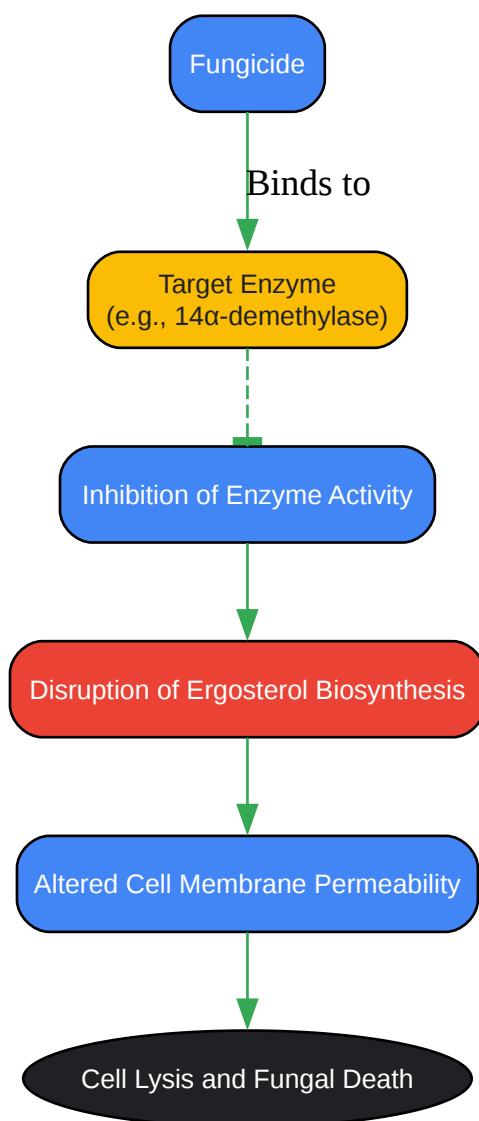 Fungicide
Binds to
Target Enzyme
(e.g., 14α-demethylase)
Inhibition of Enzyme Activity
Disruption of Ergosterol Biosynthesis
Altered Cell Membrane Permeability
Cell Lysis and Fungal Death